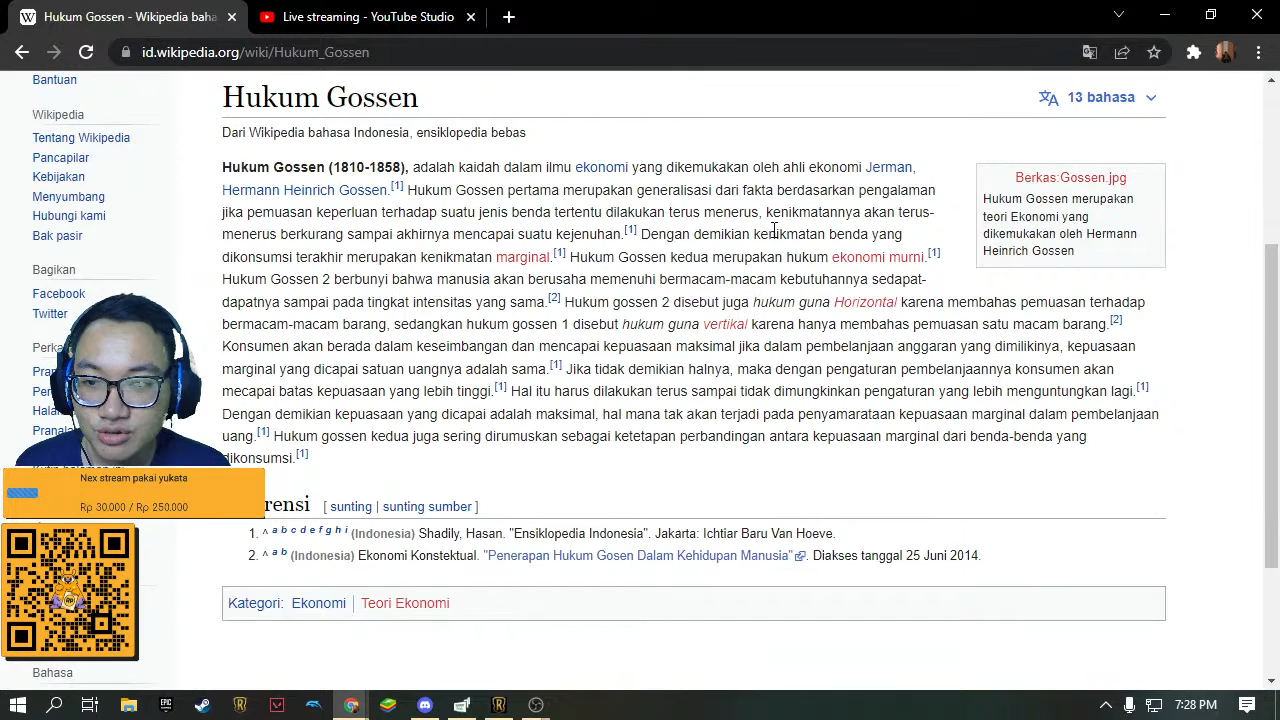 Hukum Gossen - Wikipedia baha
Live streaming - YouTube Studio
id.wikipedia.org/wiki/Hukum_Gossen
Bantuan
Wikipedia
Tentang Wikipedia
Pancapilar
Kebijakan
Menyumbang
Hubungi kami
Bak pasir
Bagikan
Facebook
Twitter
Hukum Gossen
13 bahasa
Dari Wikipedia bahasa Indonesia, ensiklopedia bebas
Hukum Gossen (1810-1858), adalah kaidah dalam ilmu ekonomi yang dikemukakan oleh ahli ekonomi Jerman,
Hermann Heinrich Gossen.[1] Hukum Gossen pertama merupakan generalisasi dari fakta berdasarkan pengalaman
jika pemuasan keperluan terhadap suatu jenis benda tertentu dilakukan terus menerus, kenikmatannya akan terus-
menerus berkurang sampai akhirnya mencapai suatu kejenuhan.[1] Dengan demikian kenikmatan benda yang
dikonsumsi terakhir merupakan kenikmatan marginal.[1] Hukum Gossen kedua merupakan hukum ekonomi murni.[1]
Hukum Gossen 2 berbunyi bahwa manusia akan berusaha memenuhi bermacam-macam kebutuhannya sedapat-
dapatnya sampai pada tingkat intensitas yang sama.[2] Hukum gossen 2 disebut juga hukum guna Horizontal karena membahas pemuasan terhadap
bermacam-macam barang, sedangkan hukum gossen 1 disebut hukum guna vertikal karena hanya membahas pemuasan satu macam barang.[2]
Konsumen akan berada dalam keseimbangan dan mencapai kepuasaan maksimal jika dalam pembelanjaan anggaran yang dimilikinya, kepuasaan
marginal yang dicapai satuan uangnya adalah sama.[1] Jika tidak demikian halnya, maka dengan pengaturan pembelanjaannya konsumen akan
mecapai batas kepuasaan yang lebih tinggi.[1] Hal itu harus dilakukan terus sampai tidak dimungkinkan pengaturan yang lebih menguntungkan lagi.[1]
Dengan demikian kepuasaan yang dicapai adalah maksimal, hal mana tak akan terjadi pada penyamarataan kepuasaan marginal dalam pembelanjaan
uang.[1] Hukum gossen kedua juga sering dirumuskan sebagai ketetapan perbandingan antara kepuasaan marginal dari benda-benda yang
dikonsumsi.[1]
Berkas:Gossen.jpg
Hukum Gossen merupakan
teori Ekonomi yang
dikemukakan oleh Hermann
Heinrich Gossen
Perka
Pran
Per
Hala
Pranal
Nex stream pakai yukata
Rp 30.000 / Rp 250.000
rensi [ sunting | sunting sumber ]
1. ^ a b c d e f g h i (Indonesia) Shadily, Hasan. "Ensiklopedia Indonesia". Jakarta: Ichtiar Baru Van Hoeve.
2. ^ a b (Indonesia) Ekonomi Konstektual. "Penerapan Hukum Gosen Dalam Kehidupan Manusia". Diakses tanggal 25 Juni 2014.
Kategori: Ekonomi | Teori Ekonomi
Bahasa
7:28 PM